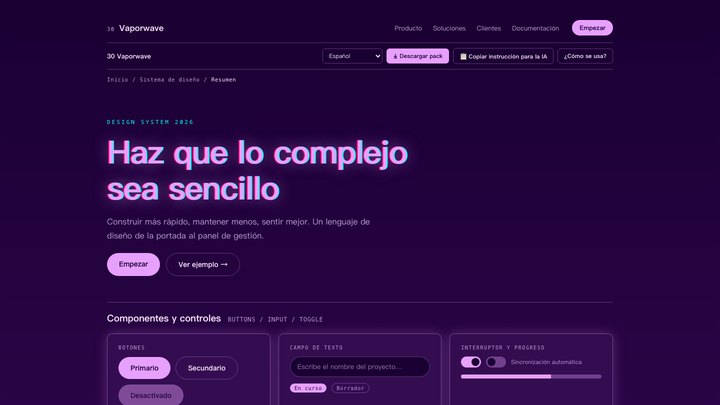 30 Vaporwave
Producto Soluciones Clientes Documentación Empezar
30 Vaporwave
Español Descargar pack Copiar instrucción para la IA ¿Cómo se usa?
Inicio / Sistema de diseño / Resumen
DESIGN SYSTEM 2026
Haz que lo complejo
sea sencillo
Construir más rápido, mantener menos, sentir mejor. Un lenguaje de
diseño de la portada al panel de gestión.
Empezar Ver ejemplo →
Componentes y controles BUTTONS / INPUT / TOGGLE
BOTONES
Primario Secundario
Desactivado
CAMPO DE TEXTO
Escribe el nombre del proyecto...
En curso Borrador
INTERRUPTOR Y PROGRESO
Sincronización automática